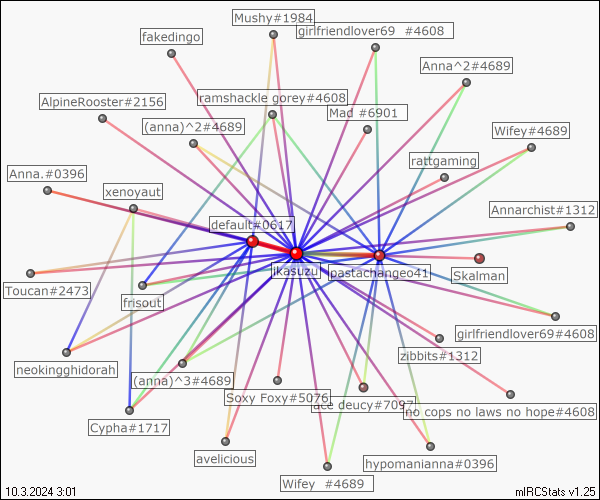 Mushy#1984
girlfriendlover69 #4608
fakedingo
Anna^2#4689
AlpineRooster#2156
ramshackle gorey#4608
Mad #6901
(anna)^2#4689
Wifey#4689
rattgaming
Anna.#0396
xenoyaut
Annarchist#1312
default#0617
jkasuzu
pastachangeo41
Skalman
Toucan#2473
frisout
girlfriendlover69#4608
zibbits#1312
neokingghidorah
(anna)^3#4689
Soxy Foxy#5076
ace deucy#7097
no cops no laws no hope#4608
Cypha#1717
avelicious
hypomanianna#0396
Wifey #4689
10.3.2024 3:01
mIRCStats v1.25